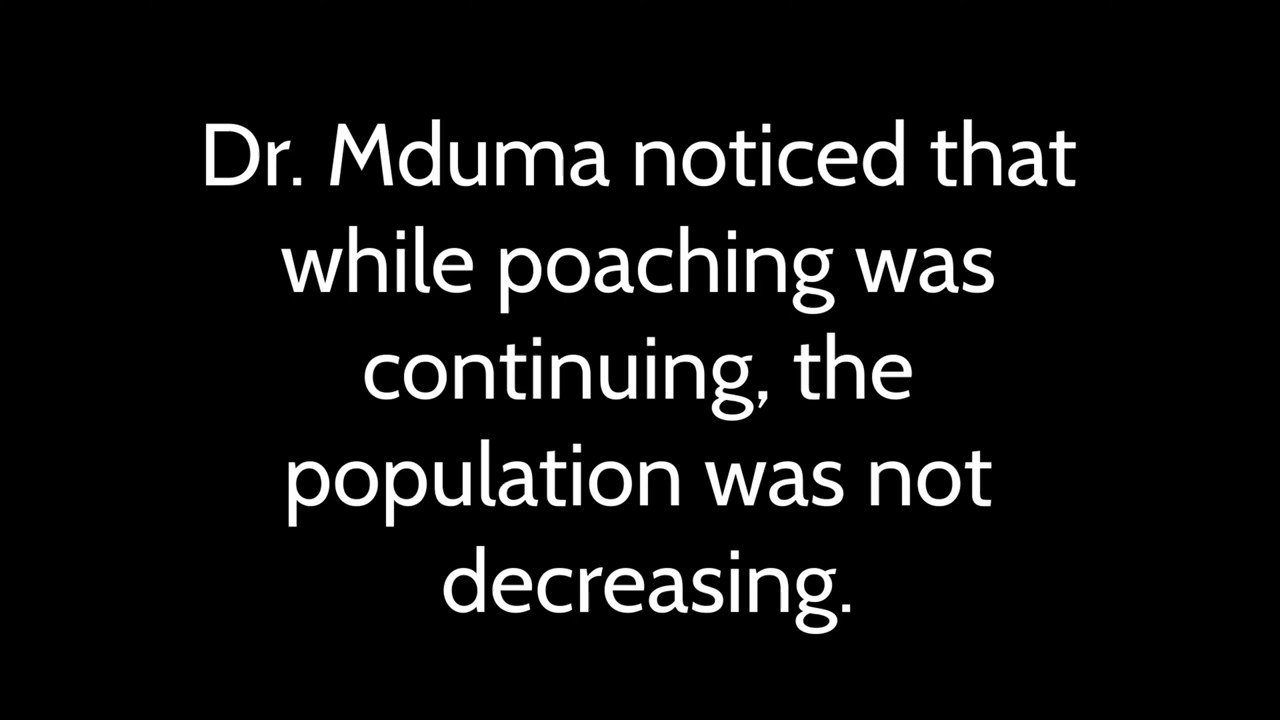 Dr. Mduma noticed that
while poaching was
continuing, the
population was not
decreasing.